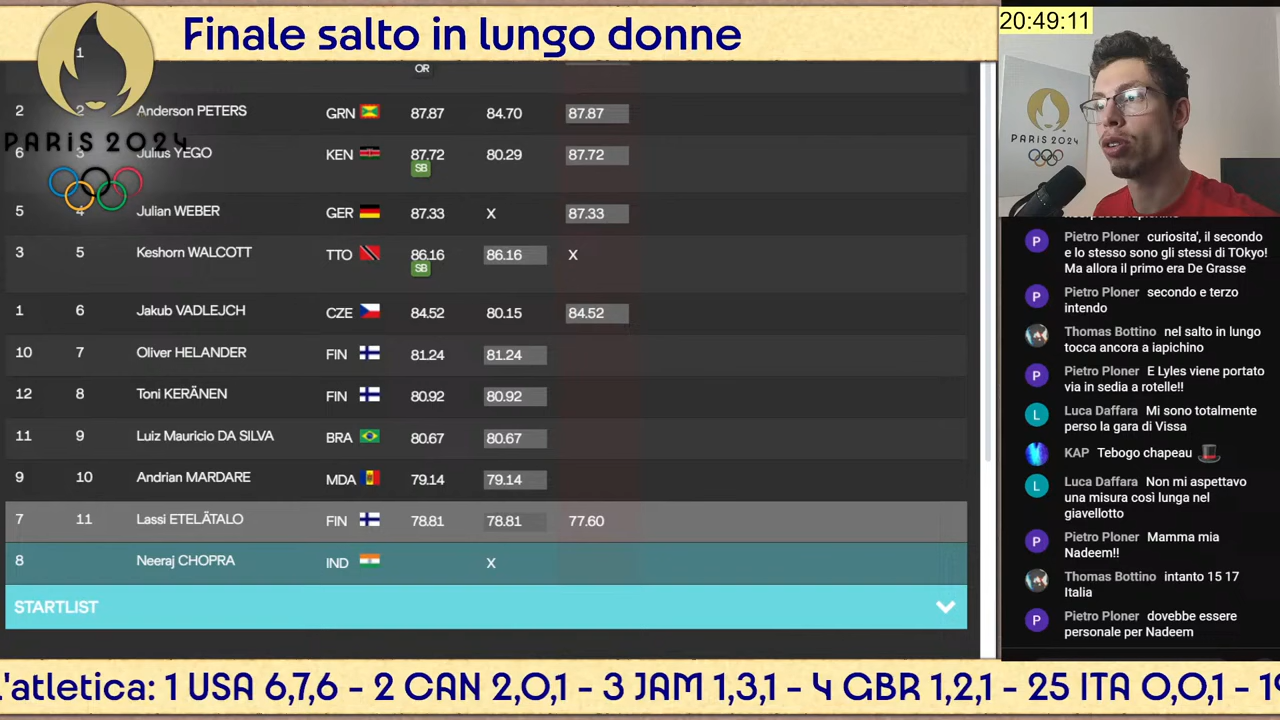 Finale salto in lungo donne
20:49:11
PARIS 2024
1
OR
2 2 Anderson PETERS GRN 87.87 84.70 87.87
6 3 Julius YEGO KEN 87.72 80.29 87.72
SB
5 4 Julian WEBER GER 87.33 X 87.33
3 5 Keshorn WALCOTT TTO 86.16 86.16 X
SB
1 6 Jakub VADLEJCH CZE 84.52 80.15 84.52
10 7 Oliver HELANDER FIN 81.24 81.24
12 8 Toni KERÄNEN FIN 80.92 80.92
11 9 Luiz Mauricio DA SILVA BRA 80.67 80.67
9 10 Andrian MARDARE MDA 79.14 79.14
7 11 Lassi ETELÄTALO FIN 78.81 78.81 77.60
8 Neeraj CHOPRA IND X
STARTLIST
PARIS 2024
P Pietro Ploner curiosita', il secondo
e lo stesso sono gli stessi di TOkyo!
Ma allora il primo era De Grasse
P Pietro Ploner secondo e terzo
intendo
Thomas Bottino nel salto in lungo
tocca ancora a iapichino
P Pietro Ploner E Lyles viene portato
via in sedia a rotelle!!
L Luca Daffara Mi sono totalmente
perso la gara di Vissa
KAP Tebogo chapeau
L Luca Daffara Non mi aspettavo
una misura così lunga nel
giavellotto
P Pietro Ploner Mamma mia
Nadeem!!
Thomas Bottino intanto 15 17
Italia
P Pietro Ploner dovebbe essere
personale per Nadeem
l'atletica: 1 USA 6,7,6 - 2 CAN 2,0,1 - 3 JAM 1,3,1 - 4 GBR 1,2,1 - 25 ITA 0,0,1 - 19